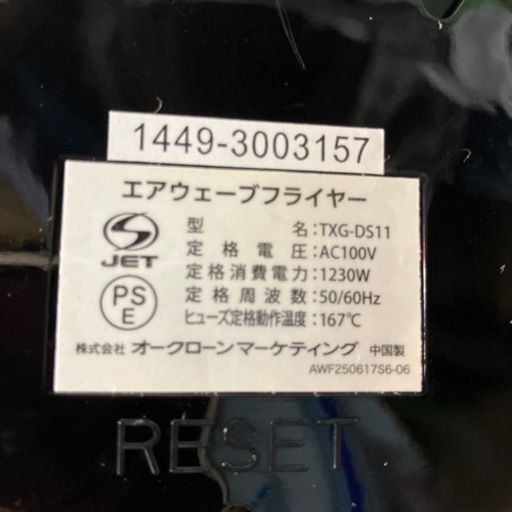 1449-3003157
エアウェーブフライヤー
型名：TXG-DS11
JET
定格電圧：AC100V
定格消費電力：1230W
PS E
定格周波数：50/60Hz
ヒューズ定格動作温度：167℃
株式会社 オークローンマーケティング 中国製
AWF250617S6-06
RESET